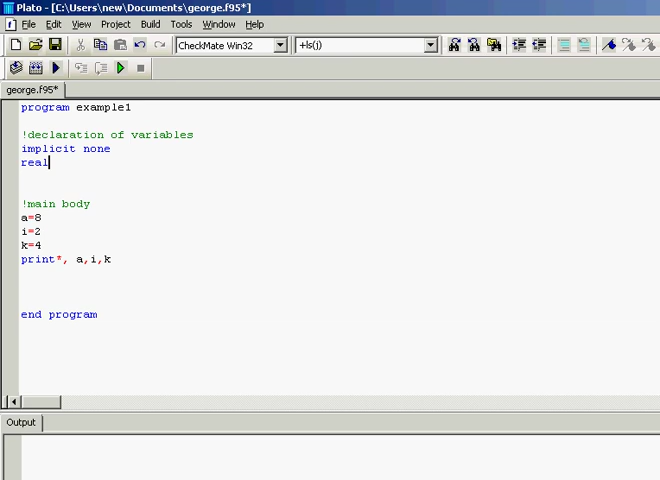 Plato - [C:\Users\new\Documents\george.f95*]
File Edit View Project Build Tools Window Help
CheckMate Win32 +ls(j)
george.f95*
program example1
!declaration of variables
implicit none
real
!main body
a=8
i=2
k=4
print*, a,i,k
end program
Output